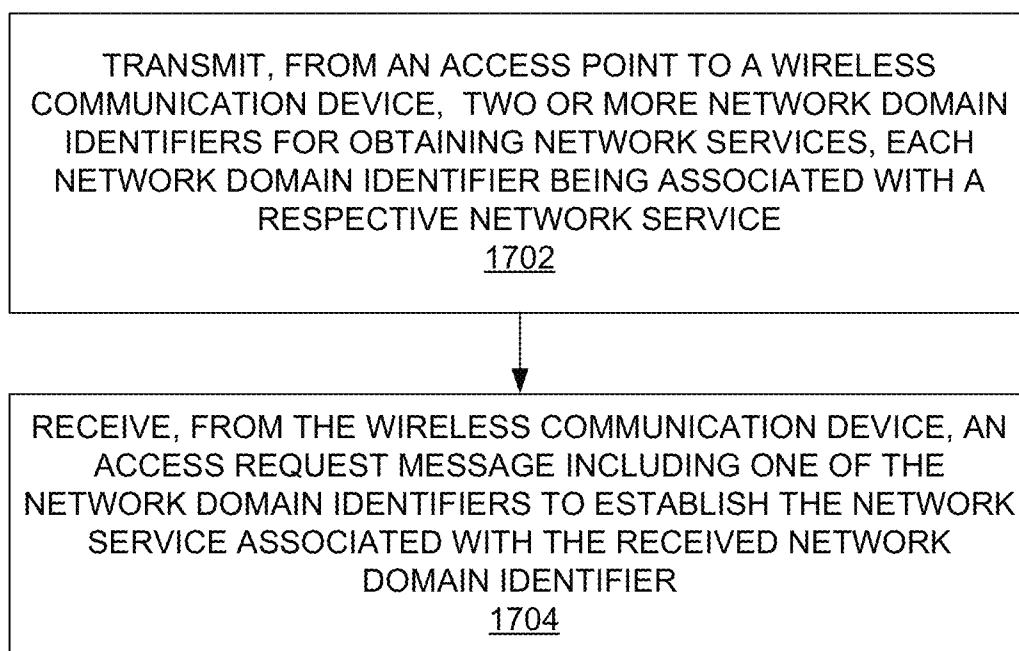 TRANSMIT, FROM AN ACCESS POINT TO A WIRELESS
COMMUNICATION DEVICE, TWO OR MORE NETWORK DOMAIN
IDENTIFIERS FOR OBTAINING NETWORK SERVICES, EACH
NETWORK DOMAIN IDENTIFIER BEING ASSOCIATED WITH A
RESPECTIVE NETWORK SERVICE
1702
RECEIVE, FROM THE WIRELESS COMMUNICATION DEVICE, AN
ACCESS REQUEST MESSAGE INCLUDING ONE OF THE
NETWORK DOMAIN IDENTIFIERS TO ESTABLISH THE NETWORK
SERVICE ASSOCIATED WITH THE RECEIVED NETWORK
DOMAIN IDENTIFIER
1704